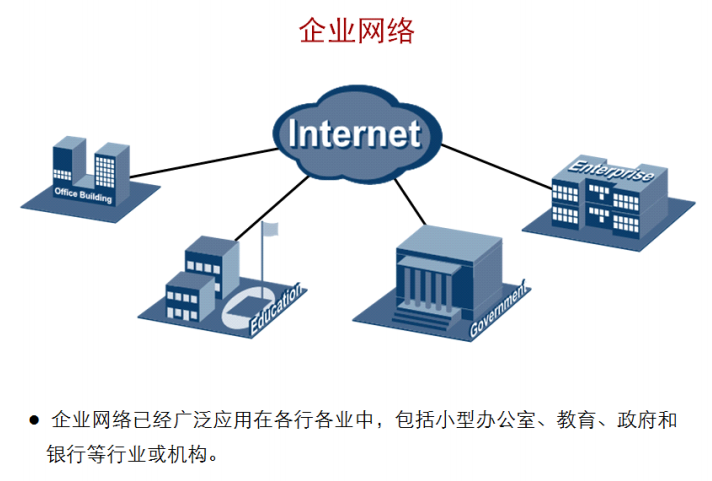 企业网络
Internet
Office Building
Enterprise
Education
Government
● 企业网络已经广泛应用在各行各业中，包括小型办公室、教育、政府和
银行等行业或机构。